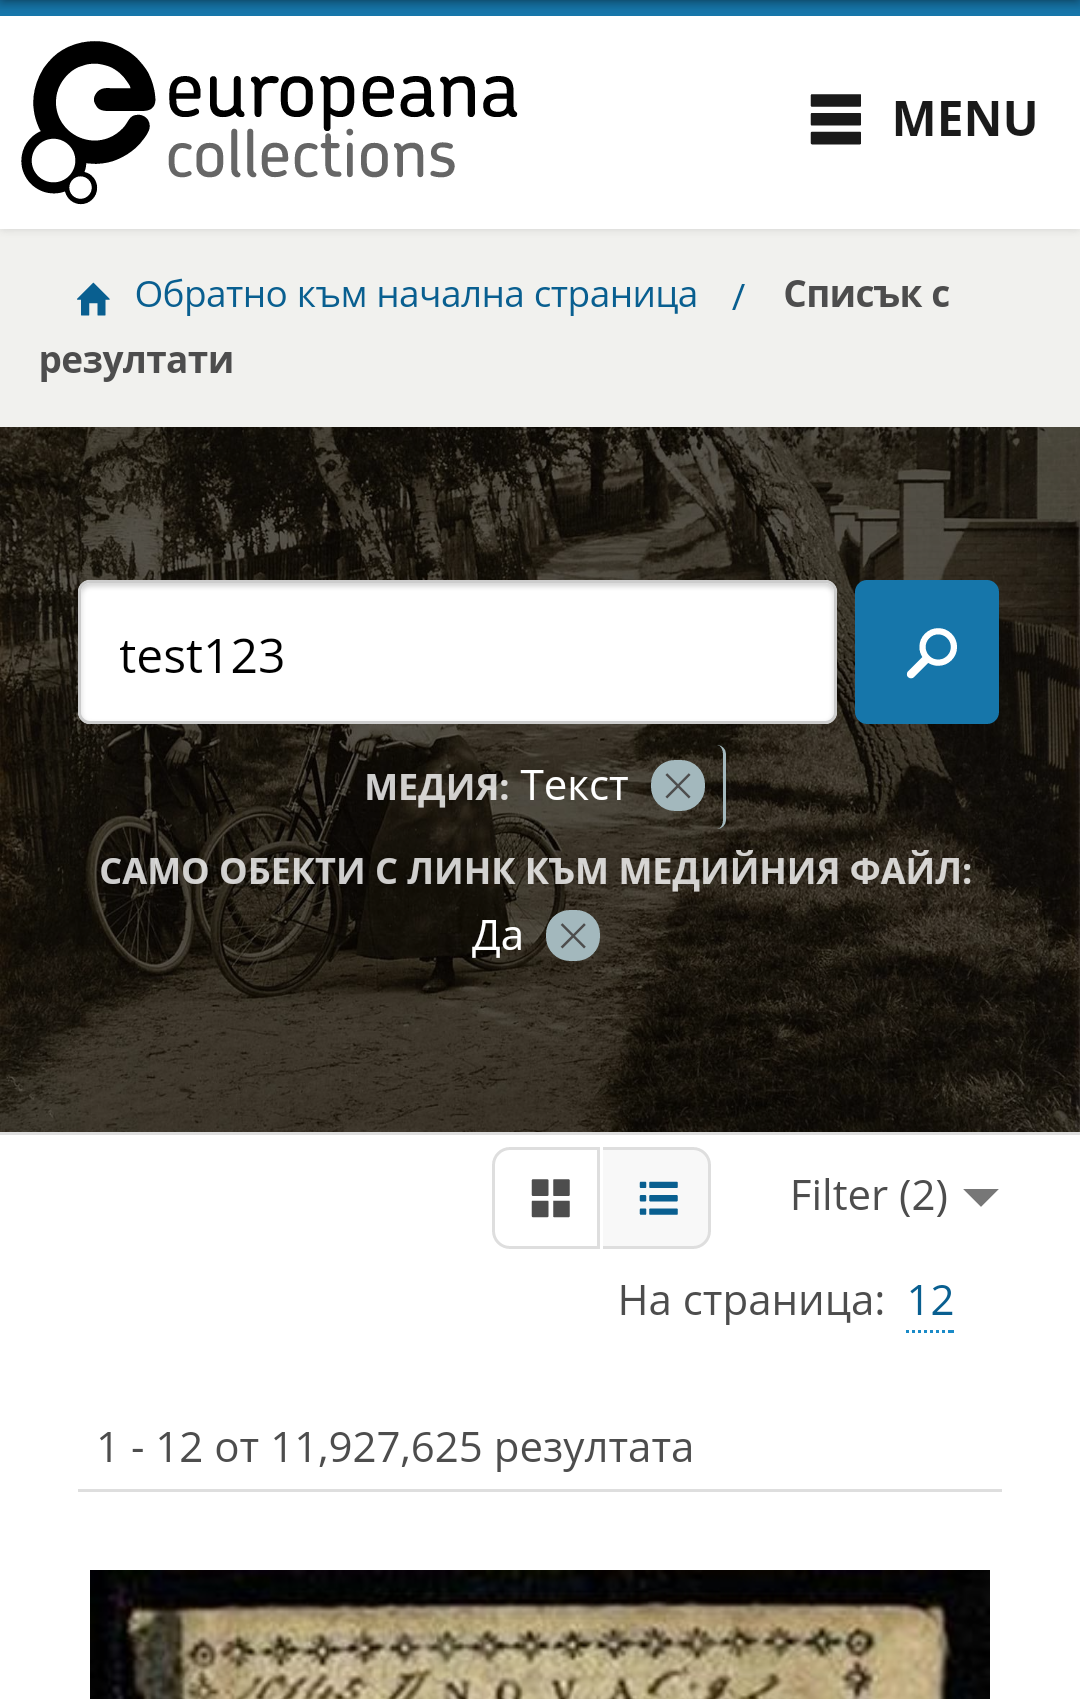 europeana
collections
MENU
Обратно към начална страница / Списък с
резултати
test123
МЕДИЯ: Текст
САМО ОБЕКТИ С ЛИНК КЪМ МЕДИЙНИЯ ФАЙЛ:
Да
Filter (2)
На страница: 12
1 - 12 от 11,927,625 резултата
NOVA